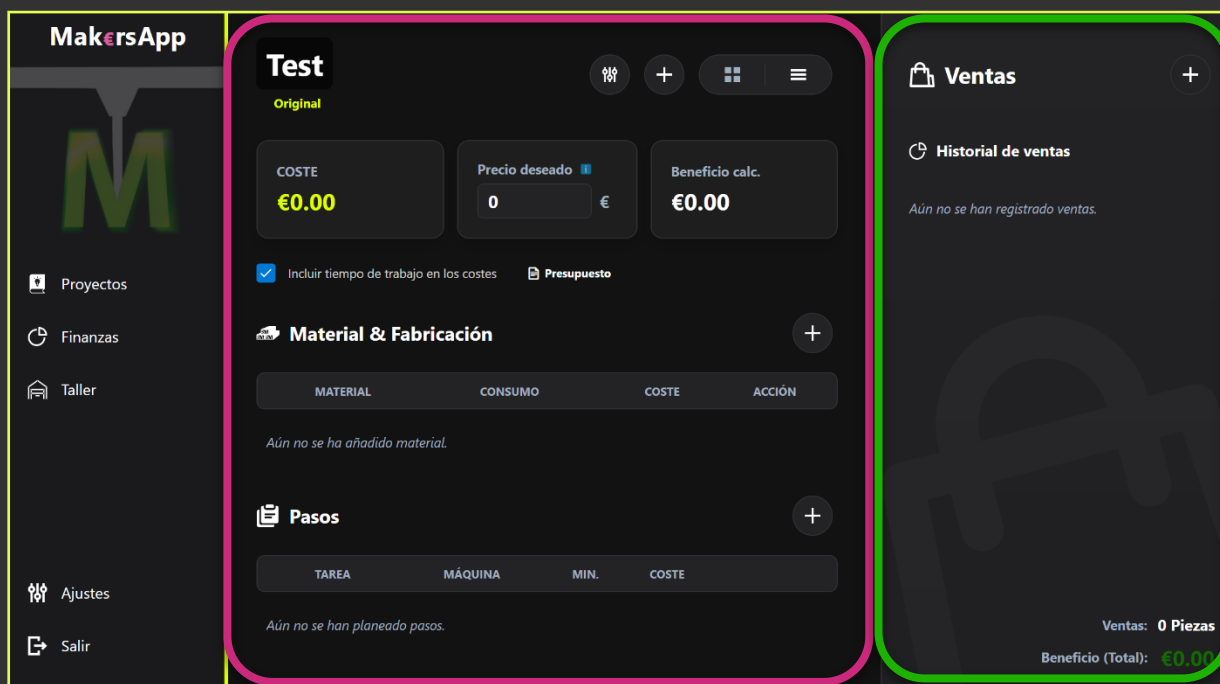 Mak€rsApp
M
Proyectos
Finanzas
Taller
Ajustes
Salir
Test
Original
COSTE
€0.00
Precio deseado
0 €
Beneficio calc.
€0.00
Incluir tiempo de trabajo en los costes
Presupuesto
Material & Fabricación
MATERIAL CONSUMO COSTE ACCIÓN
Aún no se ha añadido material.
Pasos
TAREA MÁQUINA MIN. COSTE
Aún no se han planeado pasos.
Ventas
Historial de ventas
Aún no se han registrado ventas.
Ventas: 0 Piezas
Beneficio (Total): €0.00